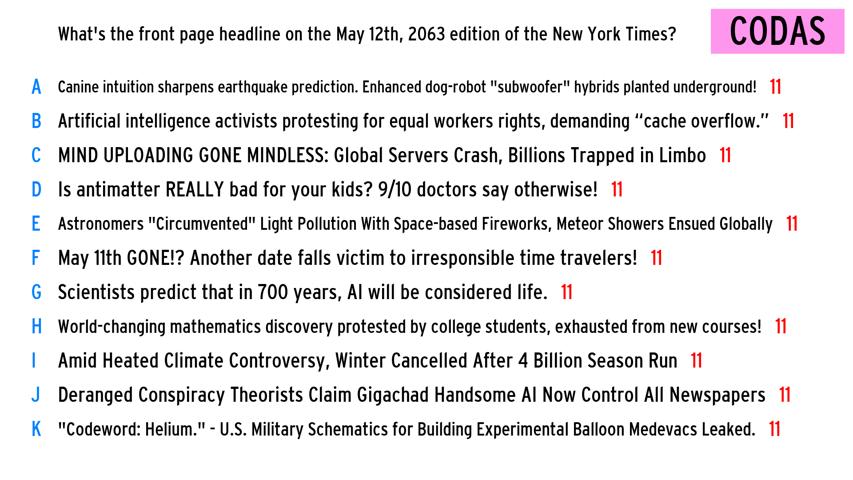 What's the front page headline on the May 12th, 2063 edition of the New York Times?
CODAS
A Canine intuition sharpens earthquake prediction. Enhanced dog-robot "subwoofer" hybrids planted underground! 11
B Artificial intelligence activists protesting for equal workers rights, demanding “cache overflow.” 11
C MIND UPLOADING GONE MINDLESS: Global Servers Crash, Billions Trapped in Limbo 11
D Is antimatter REALLY bad for your kids? 9/10 doctors say otherwise! 11
E Astronomers "Circumvented" Light Pollution With Space-based Fireworks, Meteor Showers Ensued Globally 11
F May 11th GONE!? Another date falls victim to irresponsible time travelers! 11
G Scientists predict that in 700 years, AI will be considered life. 11
H World-changing mathematics discovery protested by college students, exhausted from new courses! 11
I Amid Heated Climate Controversy, Winter Cancelled After 4 Billion Season Run 11
J Deranged Conspiracy Theorists Claim Gigachad Handsome AI Now Control All Newspapers 11
K "Codeword: Helium." - U.S. Military Schematics for Building Experimental Balloon Medevacs Leaked. 11